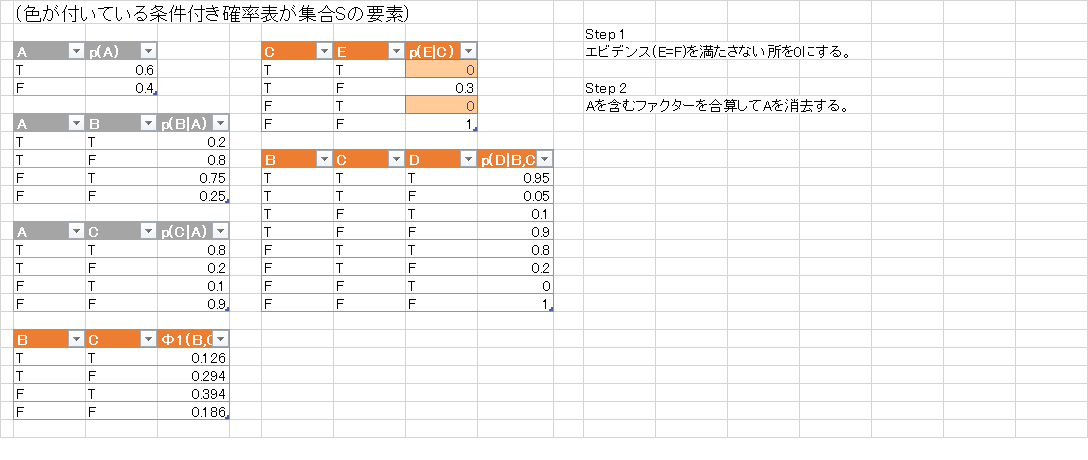 (色が付いている条件付き確率表が集合Sの要素)
A p(A)
T 0.6
F 0.4
A B p(B|A)
T T 0.2
T F 0.8
F T 0.75
F F 0.25
A C p(C|A)
T T 0.8
T F 0.2
F T 0.1
F F 0.9
B C Φ1(B,C
T T 0.126
T F 0.294
F T 0.394
F F 0.186
C E p(E|C)
T T 0
T F 0.3
F T 0
F F 1
B C D p(D|B,C
T T T 0.95
T T F 0.05
T F T 0.1
T F F 0.9
F T T 0.8
F T F 0.2
F F T 0
F F F 1
Step 1
エビデンス(E=F)を満たさない所を0にする。
Step 2
Aを含むファクターを合算してAを消去する。